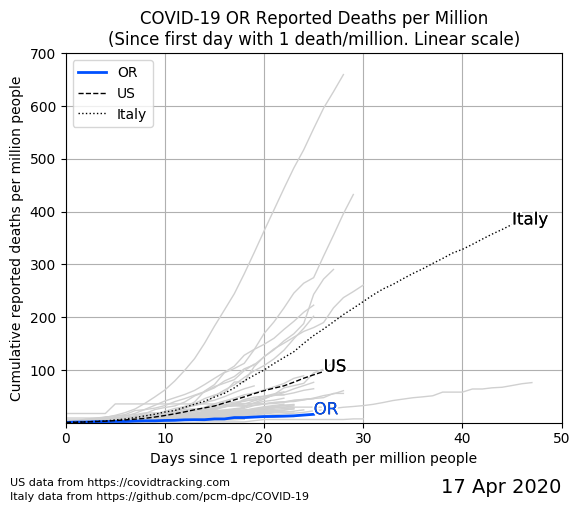 COVID-19 OR Reported Deaths per Million
(Since first day with 1 death/million. Linear scale)
700
600
500
400
300
200
100
OR
US
Italy
Italy
US
OR
0
10
20
30
40
50
Cumulative reported deaths per million people
Days since 1 reported death per million people
US data from https://covidtracking.com
Italy data from https://github.com/pcm-dpc/COVID-19
17 Apr 2020